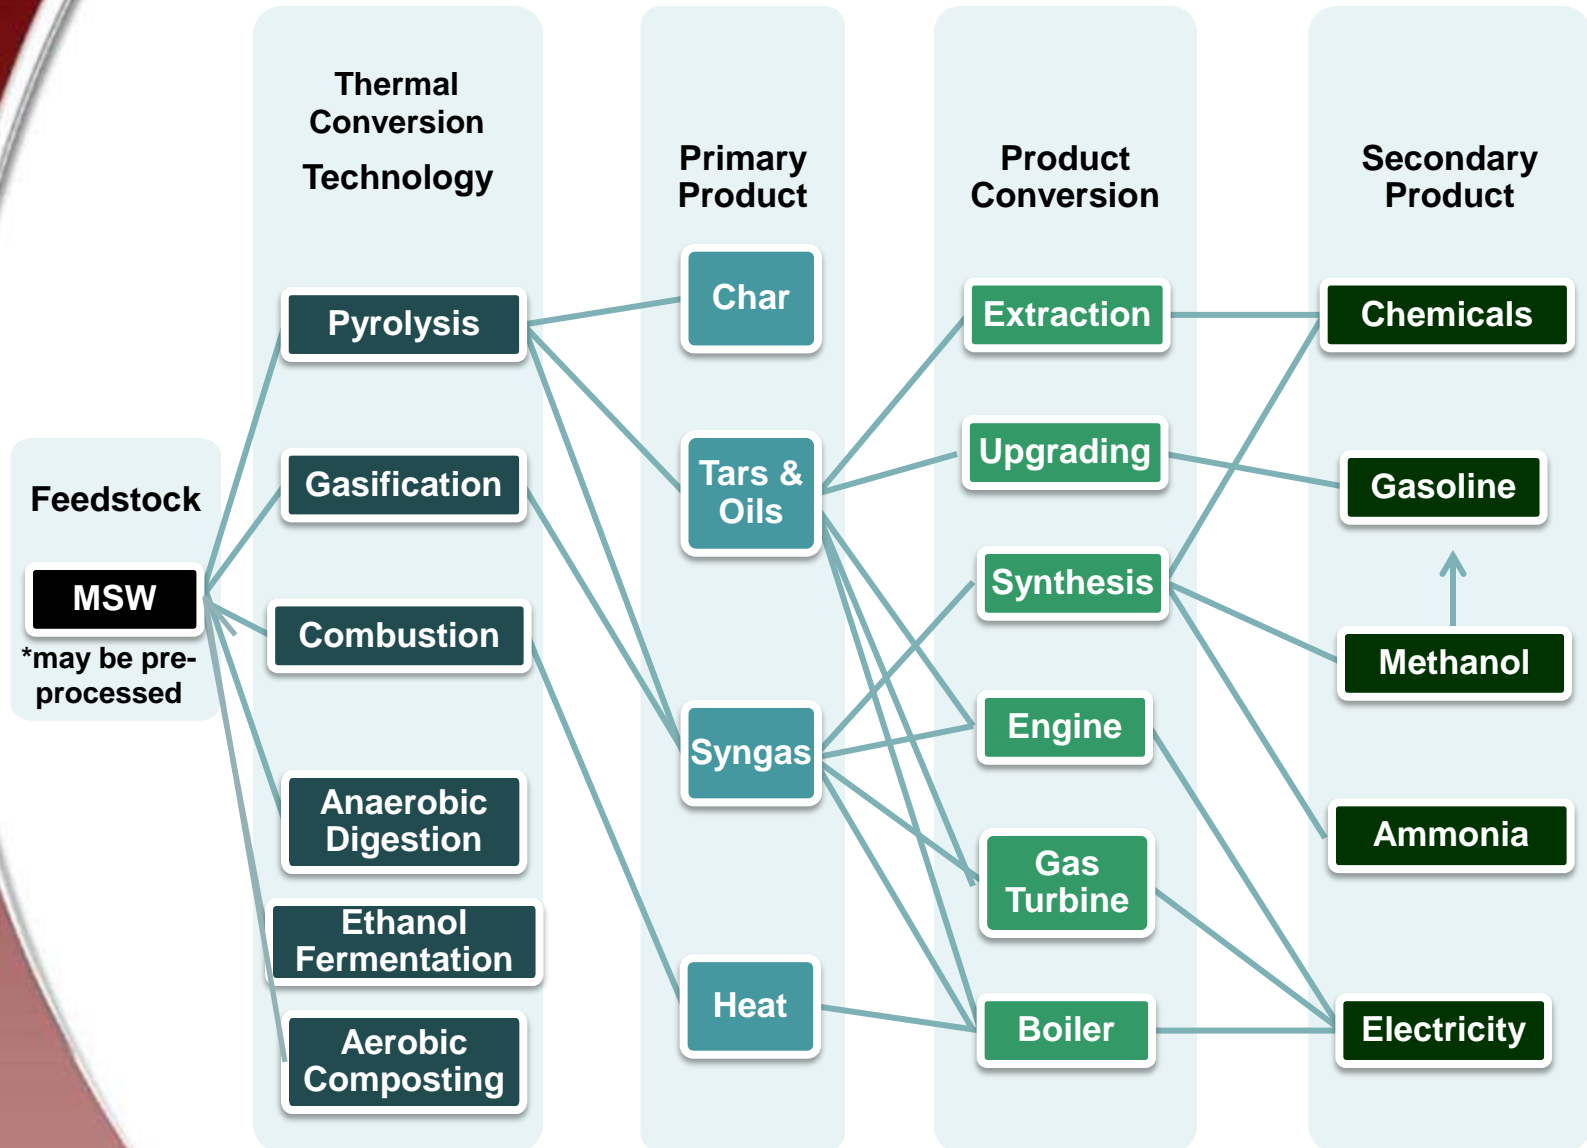 Feedstock
MSW
*may be pre-
processed
Thermal
Conversion
Technology
Pyrolysis
Gasification
Combustion
Anaerobic
Digestion
Ethanol
Fermentation
Aerobic
Composting
Primary
Product
Char
Tars &
Oils
Syngas
Heat
Product
Conversion
Extraction
Upgrading
Synthesis
Engine
Gas
Turbine
Boiler
Secondary
Product
Chemicals
Gasoline
Methanol
Ammonia
Electricity